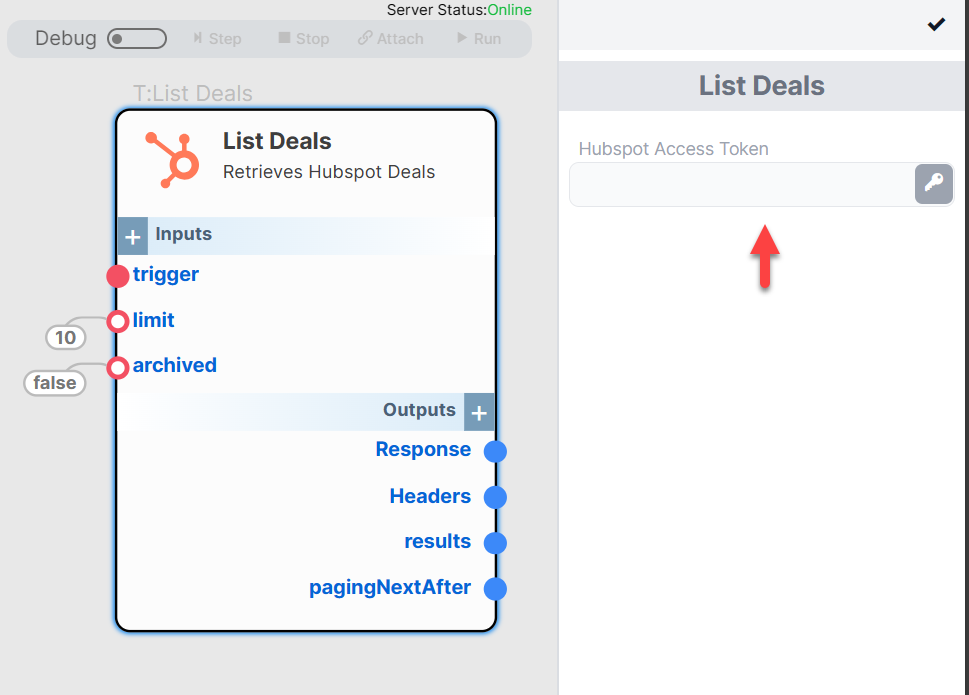 Server Status:Online
Debug Step Stop Attach Run
T:List Deals
List Deals
Retrieves Hubspot Deals
+ Inputs
trigger
limit
10
archived
false
Outputs +
Response
Headers
results
pagingNextAfter
List Deals
Hubspot Access Token